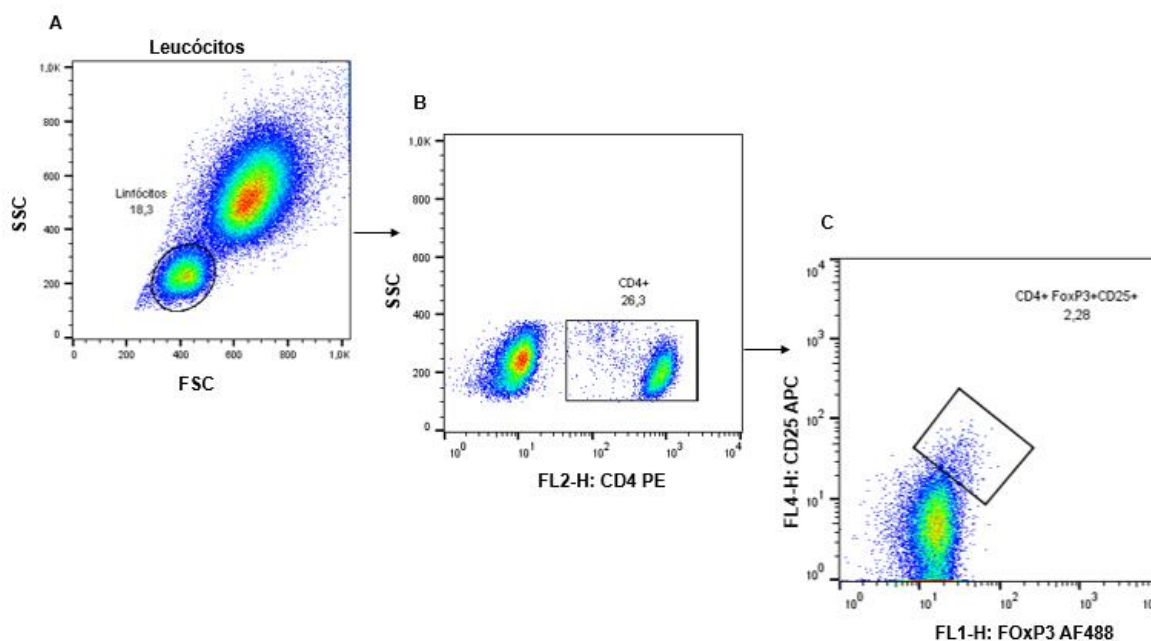 A
Leucócitos
1,0K
800
600
400
200
0
SSC
Linfócitos
18,3
0
200
400
600
800
1,0K
FSC
B
1,0K
800
600
400
200
0
SSC
CD4+
26,3
10^0
10^1
10^2
10^3
10^4
FL2-H: CD4 PE
C
10^4
10^3
10^2
10^1
10^0
FL4-H: CD25 APC
CD4+ FoxP3+CD25+
2,28
10^0
10^1
10^2
10^3
FL1-H: FOxP3 AF488